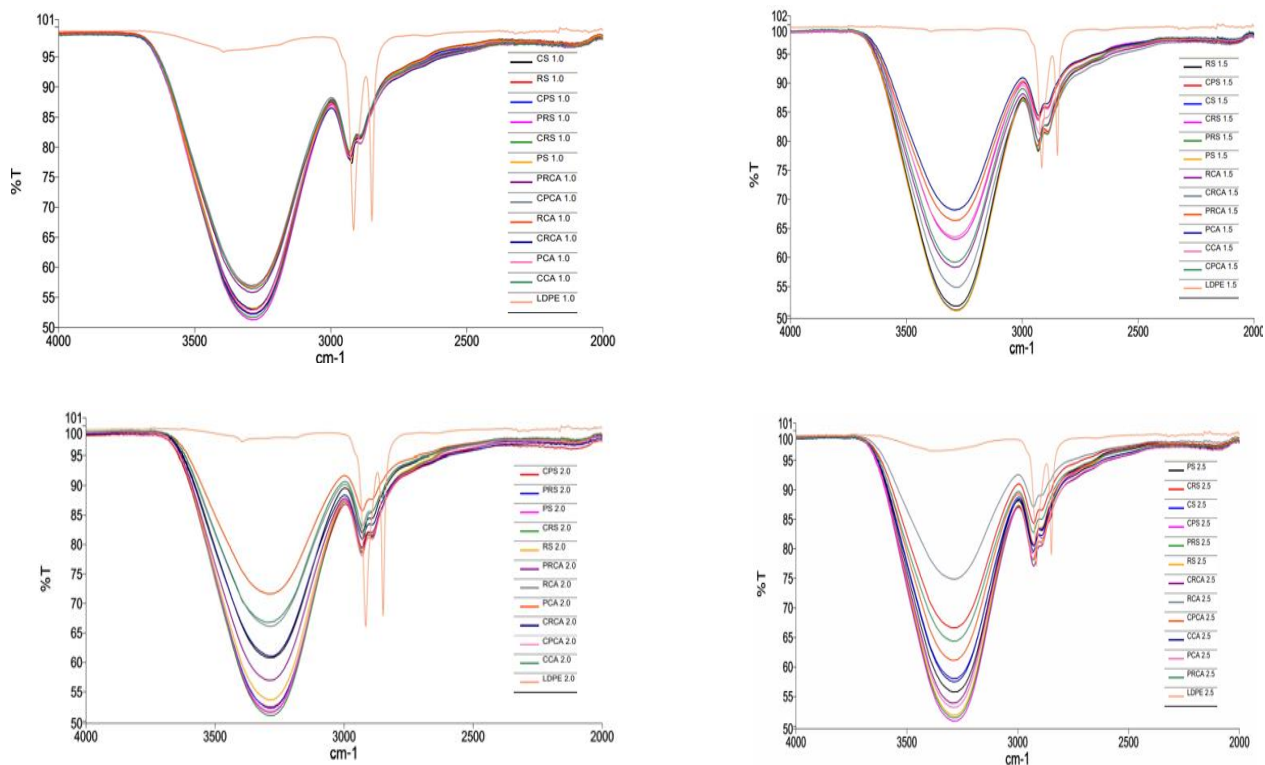 101
95
90
85
80
75
70
65
60
55
50
%T
4000
3500
3000
2500
2000
cm-1
CS 1.0
RS 1.0
CPS 1.0
PRS 1.0
CRS 1.0
PS 1.0
PRCA 1.0
CPCA 1.0
RCA 1.0
CRCA 1.0
PCA 1.0
CCA 1.0
LDPE 1.0
102
100
95
90
85
80
75
70
65
60
55
50
%T
4000
3500
3000
2500
2000
cm-1
RS 1.5
CPS 1.5
CS 1.5
CRS 1.5
PRS 1.5
PS 1.5
RCA 1.5
CRCA 1.5
PRCA 1.5
PCA 1.5
CCA 1.5
CPCA 1.5
LDPE 1.5
101
100
95
90
85
80
75
70
65
60
55
50
%T
4000
3500
3000
2500
2000
cm-1
CPS 2.0
PRS 2.0
PS 2.0
CRS 2.0
RS 2.0
PRCA 2.0
RCA 2.0
PCA 2.0
CRCA 2.0
CPCA 2.0
CCA 2.0
LDPE 2.0
101
100
95
90
85
80
75
70
65
60
55
50
%T
4000
3500
3000
2500
2000
cm-1
PS 2.5
CRS 2.5
CS 2.5
CPS 2.5
PRS 2.5
RS 2.5
CRCA 2.5
RCA 2.5
CPCA 2.5
CCA 2.5
PCA 2.5
PRCA 2.5
LDPE 2.5